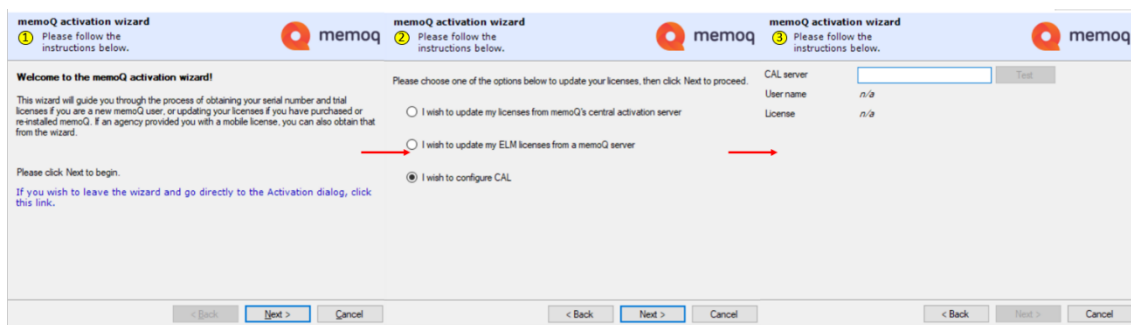 memoQ activation wizard
1 Please follow the
instructions below.
memoq
Welcome to the memoQ activation wizard!
This wizard will guide you through the process of obtaining your serial number and trial
licenses if you are a new memoQ user, or updating your licenses if you have purchased or
re-installed memoQ. If an agency provided you with a mobile license, you can also obtain that
from the wizard.
Please click Next to begin.
If you wish to leave the wizard and go directly to the Activation dialog, click
this link.
< Back
Next >
Cancel
memoQ activation wizard
2 Please follow the
instructions below.
memoq
Please choose one of the options below to update your licenses, then click Next to proceed.
I wish to update my licenses from memoQ's central activation server
I wish to update my ELM licenses from a memoQ server
I wish to configure CAL
< Back
Next >
Cancel
memoQ activation wizard
3 Please follow the
instructions below.
memoq
CAL server
Test
User name n/a
License n/a
< Back
Next >
Cancel